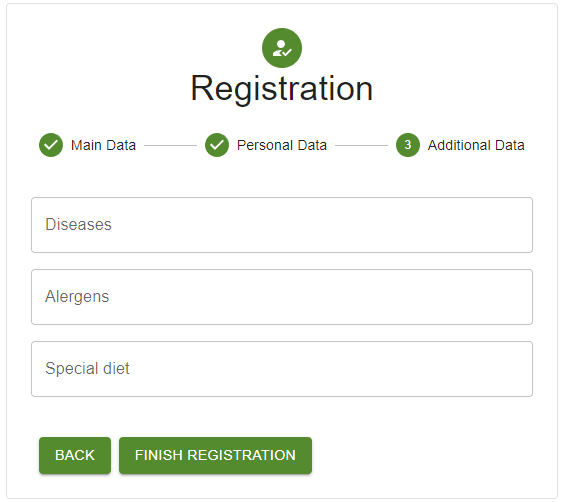 Registration
Main Data
Personal Data
3
Additional Data
Diseases
Alergens
Special diet
BACK
FINISH REGISTRATION